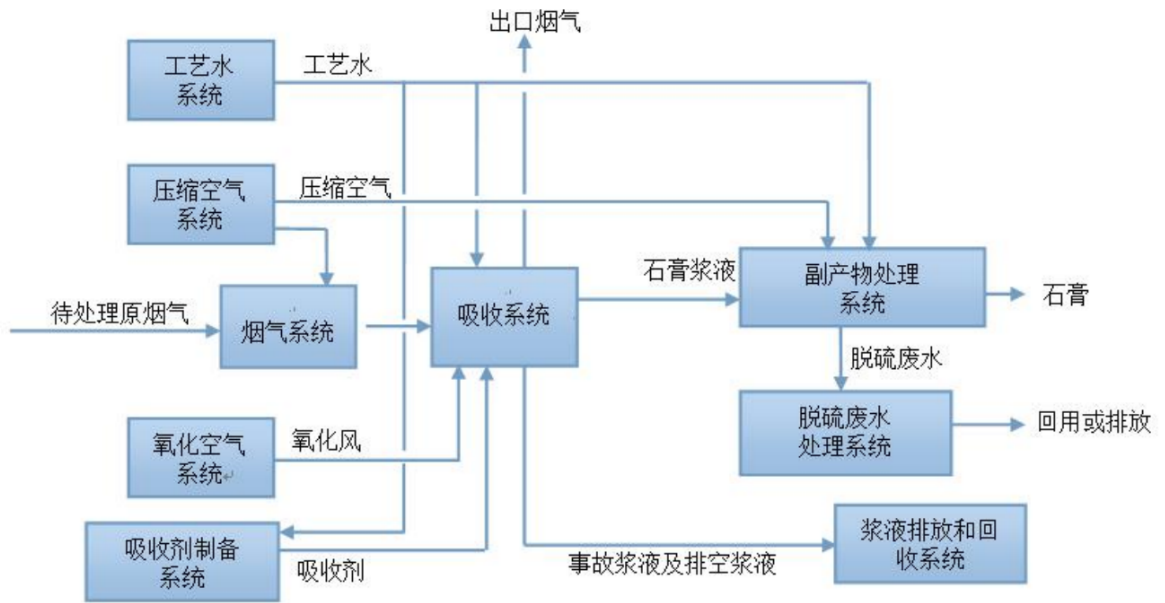 出口烟气
工艺水
系统
工艺水
压缩空气
系统
压缩空气
待处理原烟气
烟气系统
吸收系统
石膏浆液
副产物处理
系统
石膏
脱硫废水
脱硫废水
处理系统
回用或排放
氧化空气
系统
氧化风
吸收剂制备
系统
吸收剂
事故浆液及排空浆液
浆液排放和回
收系统